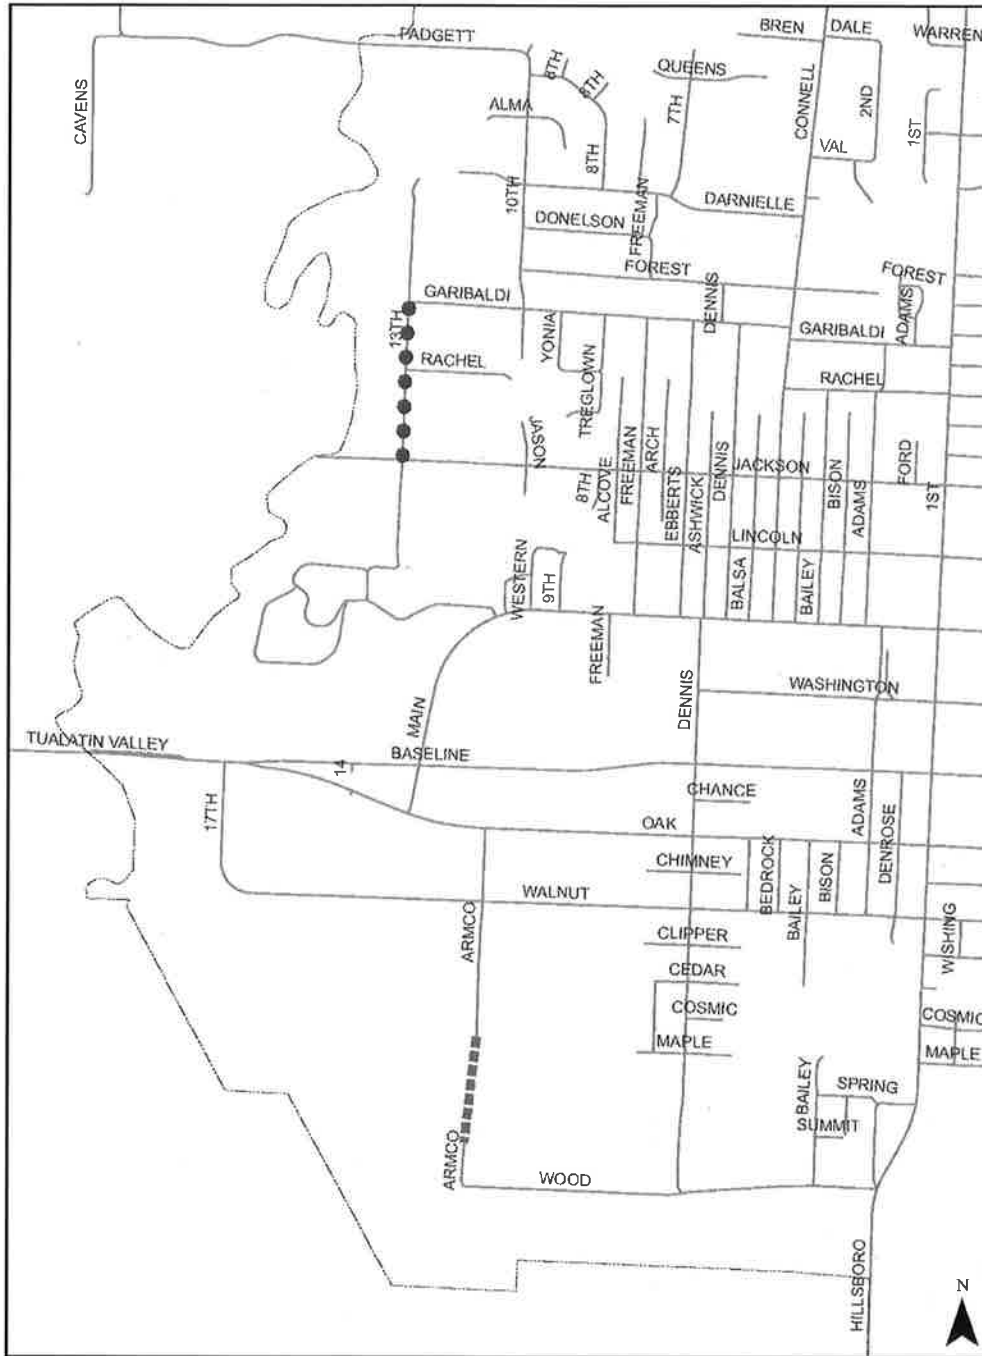 BREN
DALE
WARREN
PADGETT
CAVENS
8TH
8TH
QUEENS
CONNELL
2ND
ALMA
7TH
1ST
VAL
8TH
10TH
FREEMAN
DARNIELLE
DONELSON
FOREST
FOREST
DENNIS
GARIBALDI
ADAMS
13TH
YONIA
GARIBALDI
RACHEL
RACHEL
TREGLOWN
JASON
ARCH
8TH
ALCOVE
FREEMAN
EBBERTS
DENNIS
JACKSON
BISON
FORD
ADAMS
1ST
ASHWICK
LINCOLN
WESTERN
9TH
BALSA
BAILEY
FREEMAN
MAIN
DENNIS
WASHINGTON
TUALATIN VALLEY
BASELINE
14
17TH
CHANCE
ADAMS
OAK
DENROSE
CHIMNEY
BEDROCK
BISON
WALNUT
BAILEY
ARMCO
CLIPPER
WISHING
CEDAR
COSMIC
COSMIC
MAPLE
MAPLE
BAILEY
SPRING
SUMMIT
ARMCO
WOOD
HILLSBORO
N